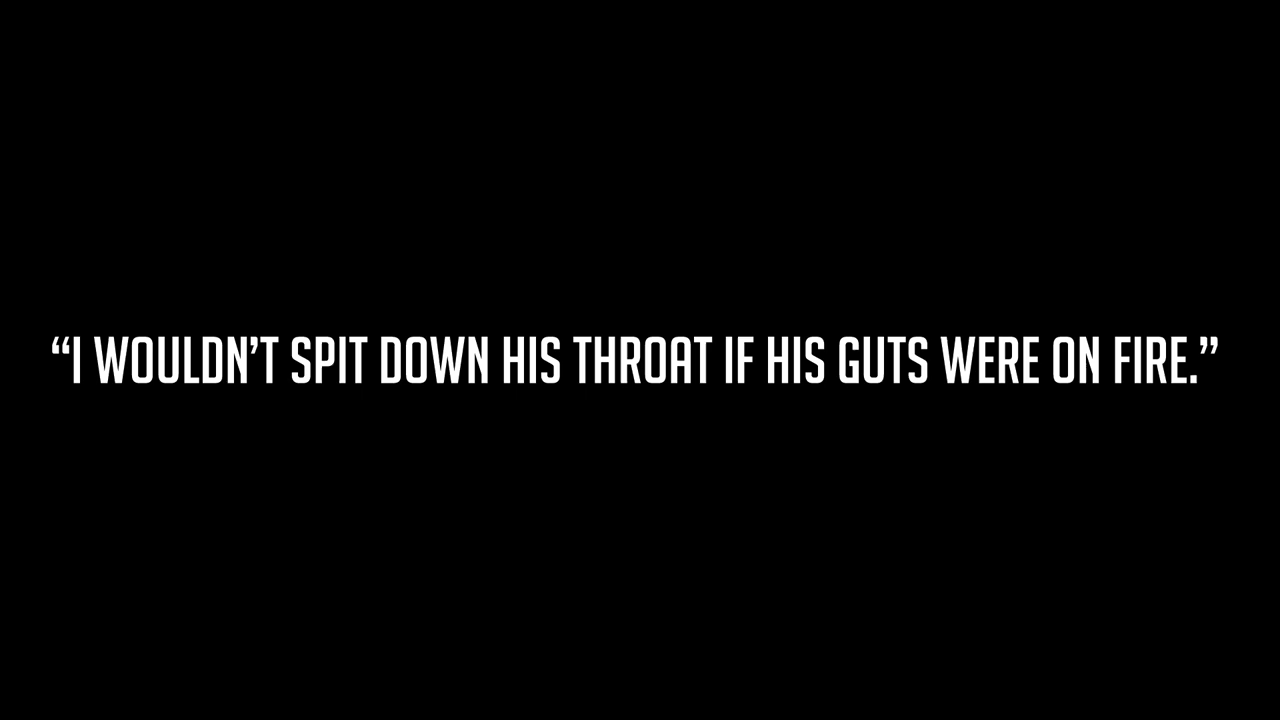 “I WOULDN’T SPIT DOWN HIS THROAT IF HIS GUTS WERE ON FIRE.”